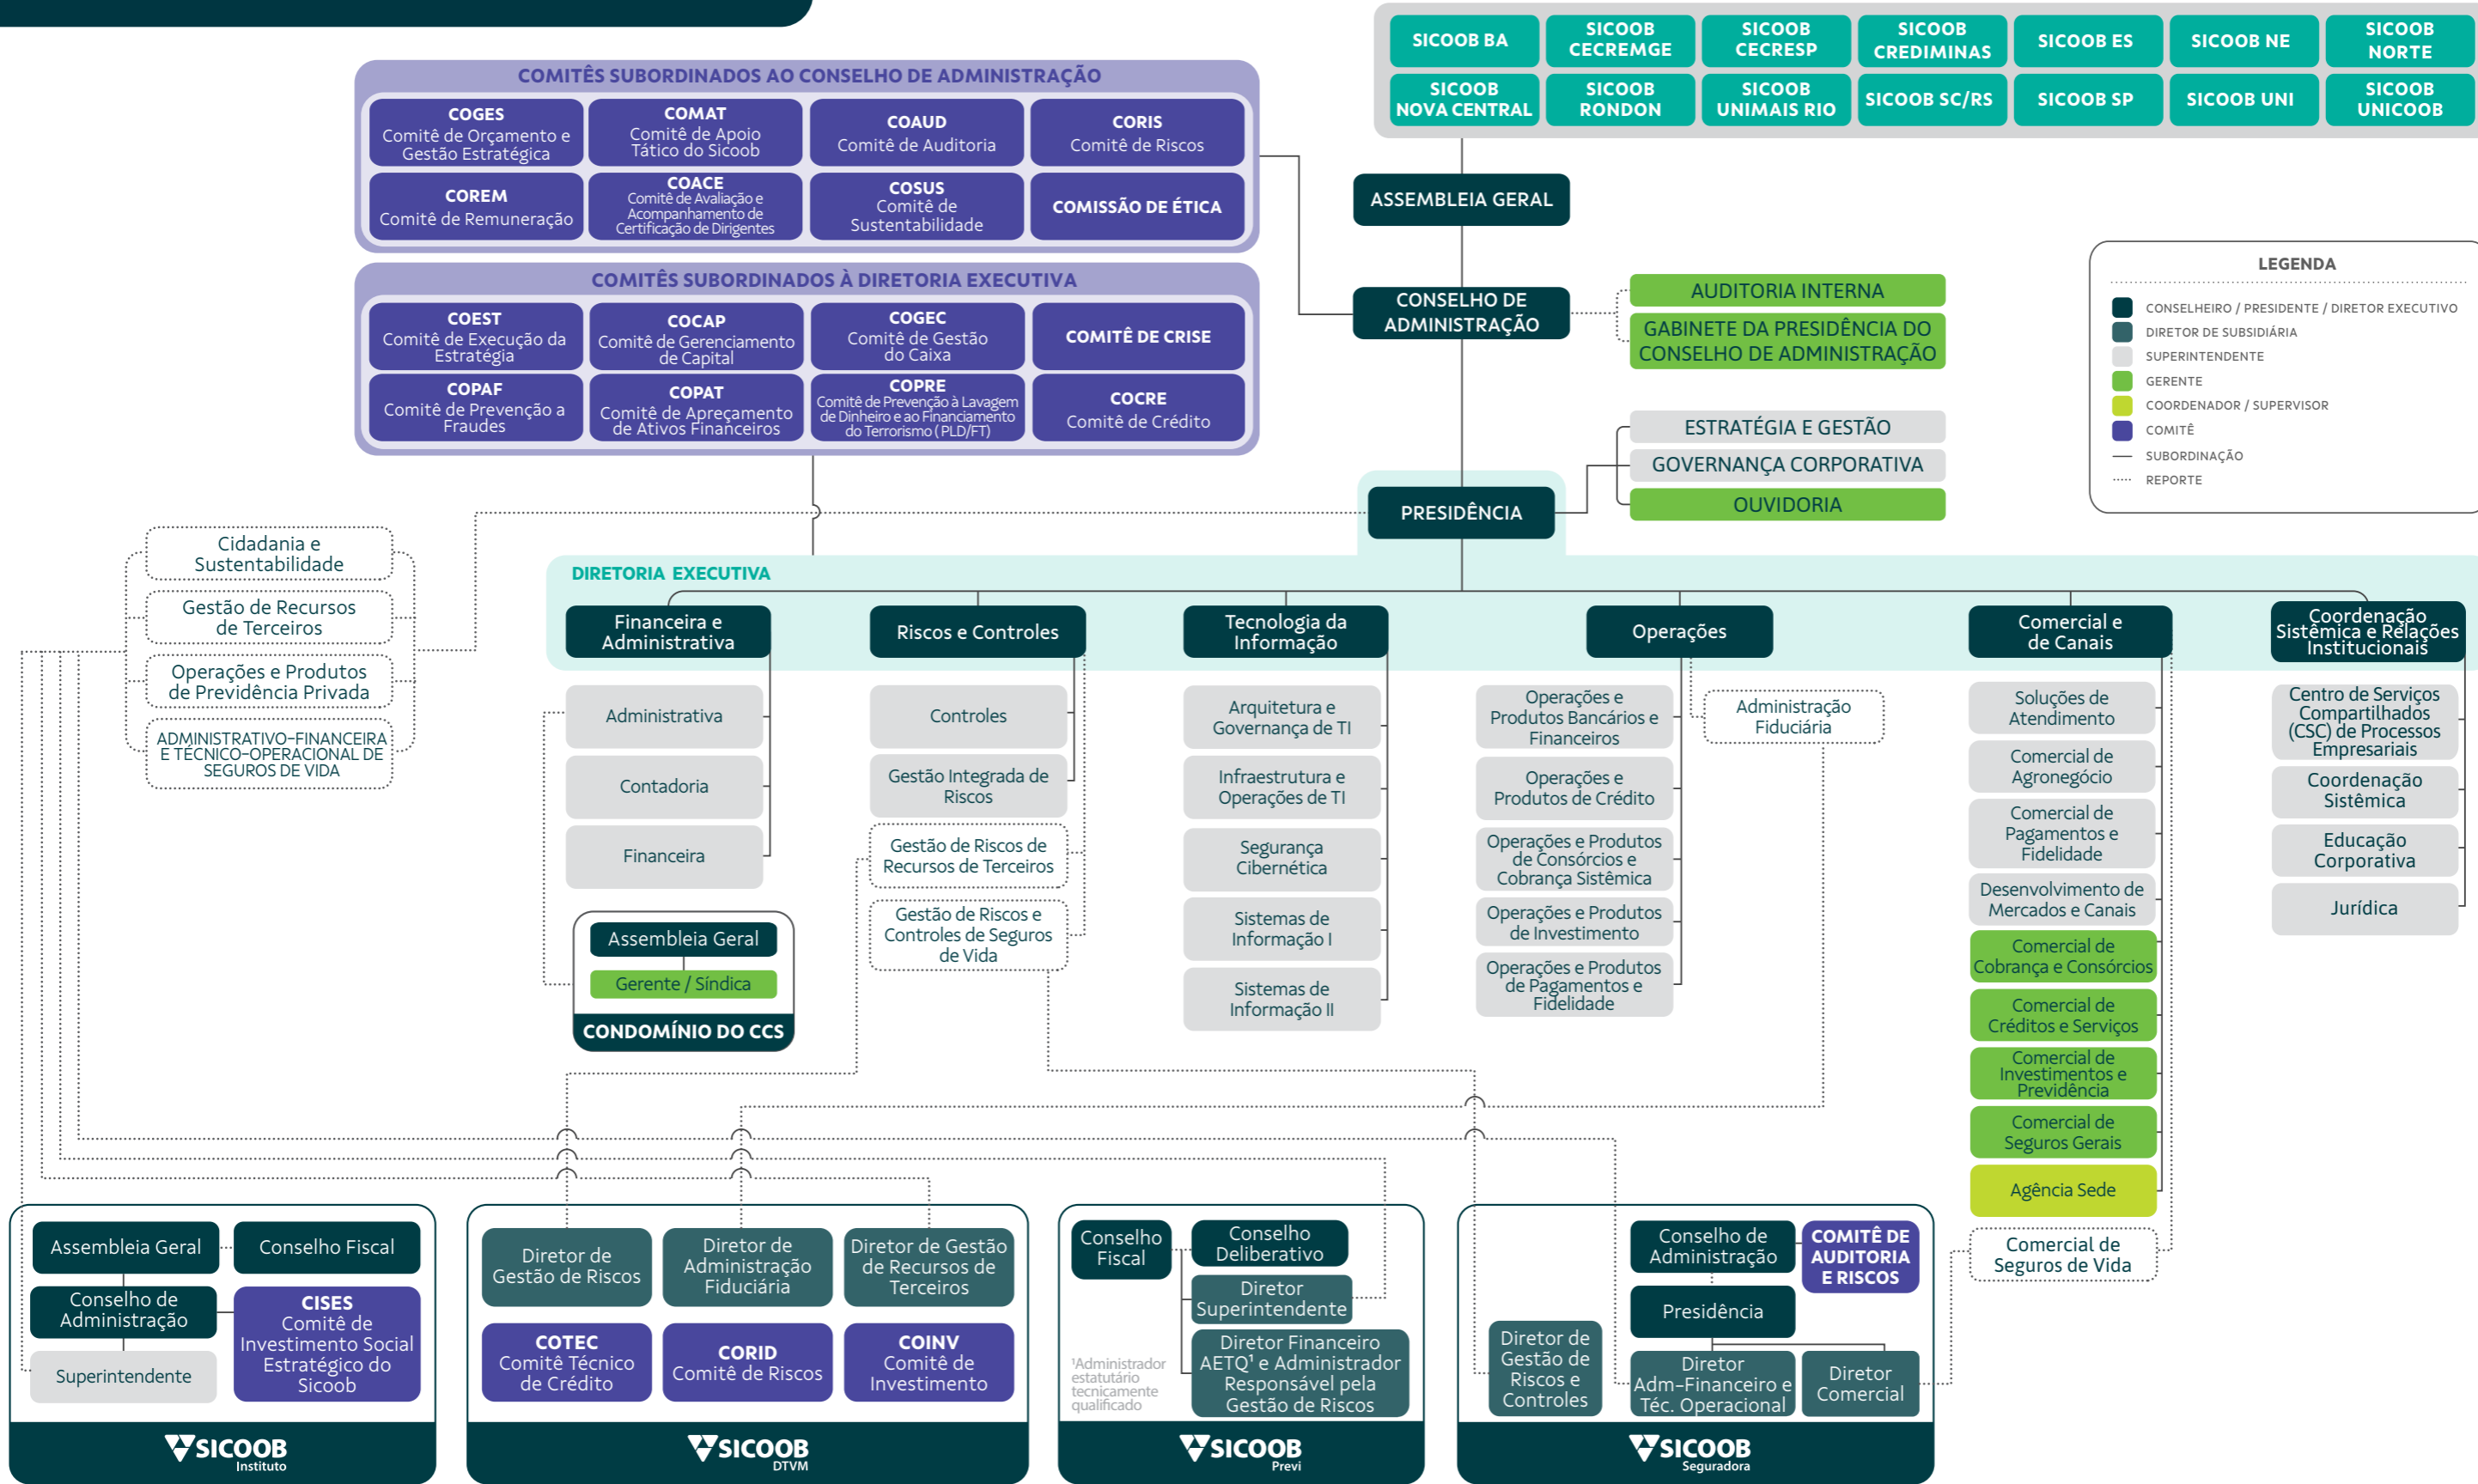 SICOOB BA
SICOOB
CECREMGE
SICOOB
CECRESP
SICOOB
CREDIMINAS
SICOOB ES
SICOOB NE
SICOOB
NORTE
SICOOB
NOVA CENTRAL
SICOOB
RONDON
SICOOB
UNIMAIS RIO
SICOOB SC/RS
SICOOB SP
SICOOB UNI
SICOOB
UNICOOB
COMITÊS SUBORDINADOS AO CONSELHO DE ADMINISTRAÇÃO
COGES
Comitê de Orçamento e
Gestão Estratégica
COMAT
Comitê de Apoio
Tático do Sicoob
COAUD
Comitê de Auditoria
CORIS
Comitê de Riscos
COREM
Comitê de Remuneração
COACE
Comitê de Avaliação e
Acompanhamento de
Certificação de Dirigentes
COSUS
Comitê de
Sustentabilidade
COMISSÃO DE ÉTICA
COMITÊS SUBORDINADOS À DIRETORIA EXECUTIVA
COEST
Comitê de Execução da
Estratégia
COCAP
Comitê de Gerenciamento
de Capital
COGEC
Comitê de Gestão
do Caixa
COMITÊ DE CRISE
COPAF
Comitê de Prevenção a
Fraudes
COPAT
Comitê de Apreçamento
de Ativos Financeiros
COPRE
Comitê de Prevenção à Lavagem
de Dinheiro e ao Financiamento
do Terrorismo (PLD/FT)
COCRE
Comitê de Crédito
ASSEMBLEIA GERAL
CONSELHO DE
ADMINISTRAÇÃO
AUDITORIA INTERNA
GABINETE DA PRESIDÊNCIA DO
CONSELHO DE ADMINISTRAÇÃO
ESTRATÉGIA E GESTÃO
GOVERNANÇA CORPORATIVA
OUVIDORIA
PRESIDÊNCIA
LEGENDA
CONSELHEIRO / PRESIDENTE / DIRETOR EXECUTIVO
DIRETOR DE SUBSIDIÁRIA
SUPERINTENDENTE
GERENTE
COORDENADOR / SUPERVISOR
COMITÊ
SUBORDINAÇÃO
REPORTE
Cidadania e
Sustentabilidade
Gestão de Recursos
de Terceiros
Operações e Produtos
de Previdência Privada
ADMINISTRATIVO-FINANCEIRA
E TÉCNICO-OPERACIONAL DE
SEGUROS DE VIDA
DIRETORIA EXECUTIVA
Financeira e
Administrativa
Administrativa
Contadoria
Financeira
Assembleia Geral
Gerente / Síndica
CONDOMÍNIO DO CCS
Riscos e Controles
Controles
Gestão Integrada de
Riscos
Gestão de Riscos de
Recursos de Terceiros
Gestão de Riscos e
Controles de Seguros
de Vida
Tecnologia da
Informação
Arquitetura e
Governança de TI
Infraestrutura e
Operações de TI
Segurança
Cibernética
Sistemas de
Informação I
Sistemas de
Informação II
Operações
Operações e
Produtos Bancários e
Financeiros
Operações e
Produtos de Crédito
Operações e Produtos
de Consórcios e
Cobrança Sistêmica
Operações e Produtos
de Investimento
Operações e Produtos
de Pagamentos e
Fidelidade
Administração
Fiduciária
Comercial e
de Canais
Soluções de
Atendimento
Comercial de
Agronegócio
Comercial de
Pagamentos e
Fidelidade
Desenvolvimento de
Mercados e Canais
Comercial de
Cobrança e Consórcios
Comercial de
Créditos e Serviços
Comercial de
Investimentos e
Previdência
Comercial de
Seguros Gerais
Agência Sede
Comercial de
Seguros de Vida
Coordenação
Sistêmica e Relações
Institucionais
Centro de Serviços
Compartilhados
(CSC) de Processos
Empresariais
Coordenação
Sistêmica
Educação
Corporativa
Jurídica
Assembleia Geral
Conselho Fiscal
Conselho de
Administração
Superintendente
CISES
Comitê de
Investimento Social
Estratégico do
Sicoob
SICOOB
Instituto
Diretor de
Gestão de Riscos
Diretor de
Administração
Fiduciária
Diretor de Gestão
de Recursos de
Terceiros
COTEC
Comitê Técnico
de Crédito
CORID
Comitê de Riscos
COINV
Comitê de
Investimento
SICOOB
DTVM
Conselho
Fiscal
Conselho
Deliberativo
Diretor
Superintendente
Diretor Financeiro
AETQ¹ e Administrador
Responsável pela
Gestão de Riscos
¹Administrador
estatutário
tecnicamente
qualificado
SICOOB
Previ
Conselho de
Administração
COMITÊ DE
AUDITORIA
E RISCOS
Presidência
Diretor de
Gestão de
Riscos e
Controles
Diretor
Adm-Financeiro e
Téc. Operacional
Diretor
Comercial
SICOOB
Seguradora